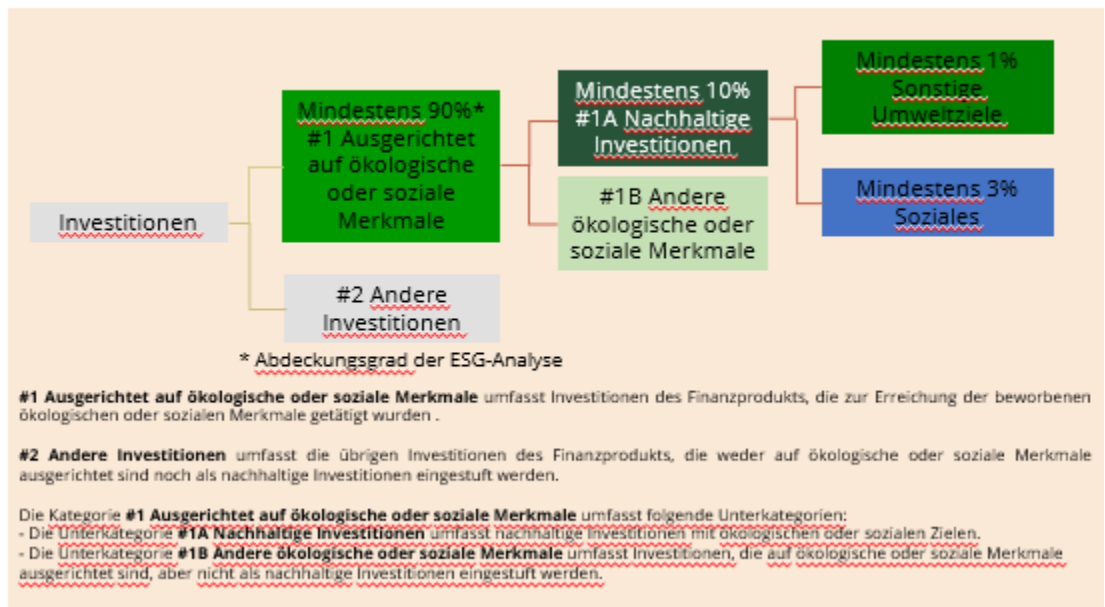 Investitionen
Mindestens 90%*
#1 Ausgerichtet
auf ökologische
oder soziale
Merkmale
#2 Andere
Investitionen
Mindestens 10%
#1A Nachhaltige
Investitionen
#1B Andere
ökologische oder
soziale Merkmale
Mindestens 1%
Sonstige
Umweltziele
Mindestens 3%
Soziales
* Abdeckungsgrad der ESG-Analyse
#1 Ausgerichtet auf ökologische oder soziale Merkmale umfasst Investitionen des Finanzprodukts, die zur Erreichung der beworbenen
ökologischen oder sozialen Merkmale getätigt wurden .
#2 Andere Investitionen umfasst die übrigen Investitionen des Finanzprodukts, die weder auf ökologische oder soziale Merkmale
ausgerichtet sind noch als nachhaltige Investitionen eingestuft werden.
Die Kategorie #1 Ausgerichtet auf ökologische oder soziale Merkmale umfasst folgende Unterkategorien:
- Die Unterkategorie #1A Nachhaltige Investitionen umfasst nachhaltige Investitionen mit ökologischen oder sozialen Zielen.
- Die Unterkategorie #1B Andere ökologische oder soziale Merkmale umfasst Investitionen, die auf ökologische oder soziale Merkmale
ausgerichtet sind, aber nicht als nachhaltige Investitionen eingestuft werden.